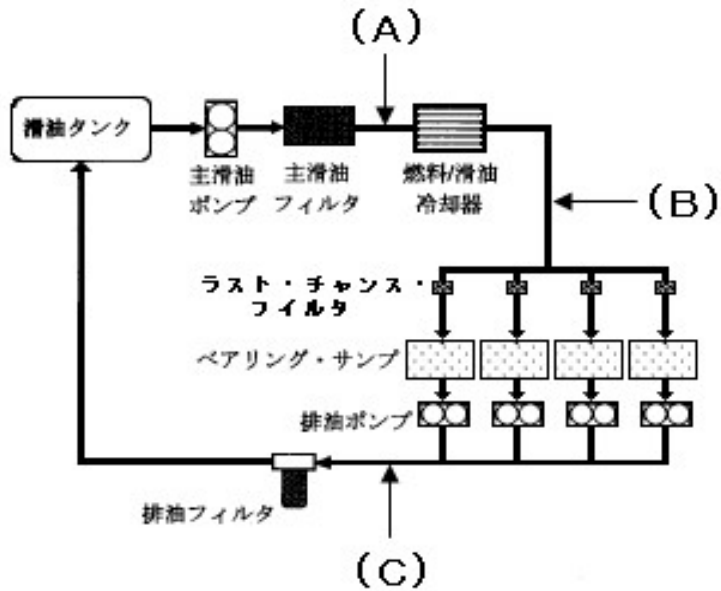 (A)
滑油タンク
主滑油
ポンプ
主滑油
フィルタ
燃料/滑油
冷却器
(B)
ラスト・チャンス・
フイルタ
ベアリング・サンプ
排油ポンプ
排油フィルタ
(C)